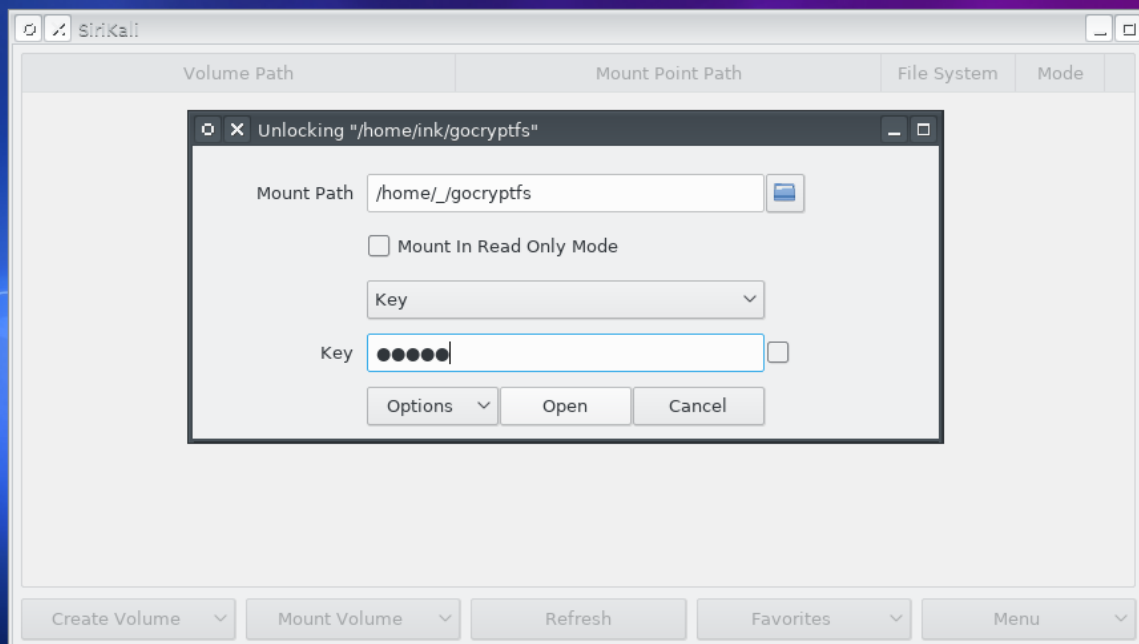 SiriKali
Volume Path Mount Point Path File System Mode
Unlocking "/home/ink/gocryptfs"
Mount Path /home/_/gocryptfs
Mount In Read Only Mode
Key
Key ●●●●●
Options Open Cancel
Create Volume Mount Volume Refresh Favorites Menu